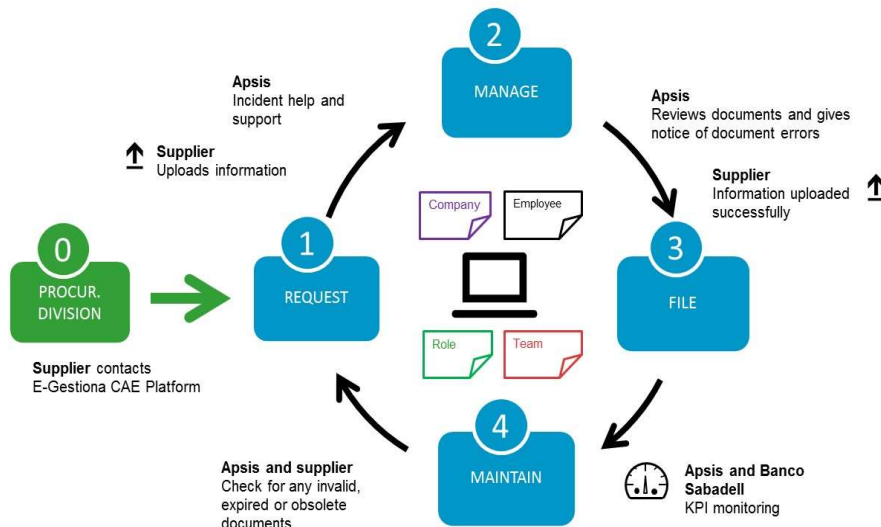 2
MANAGE
Apsis
Incident help and
support
Supplier
Uploads information
Apsis
Reviews documents and gives
notice of document errors
Supplier
Information uploaded
successfully
0
PROCUR.
DIVISION
Supplier contacts
E-Gestiona CAE Platform
1
REQUEST
Company
Employee
Role
Team
3
FILE
4
MAINTAIN
Apsis and supplier
Check for any invalid,
expired or obsolete
documents
Apsis and Banco
Sabadell
KPI monitoring